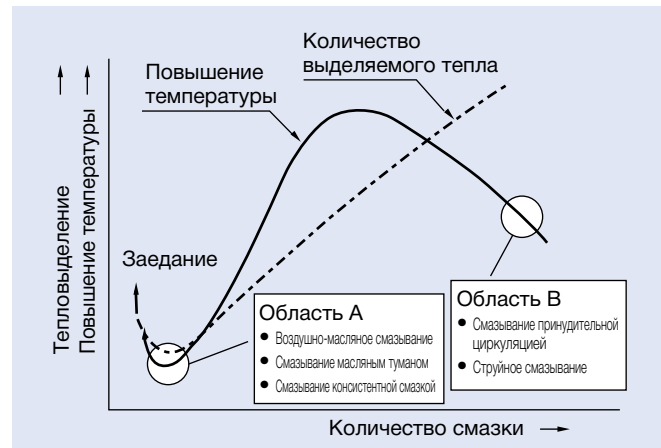 Количество
выделяемого тепла
Повышение
температуры
Тепловыделение
Повышение температуры
Заедание
Область A
• Воздушно-масляное смазывание
• Смазывание масляным туманом
• Смазывание консистентной смазкой
Область B
• Смазывание принудительной
циркуляцией
• Струйное смазывание
Количество смазки